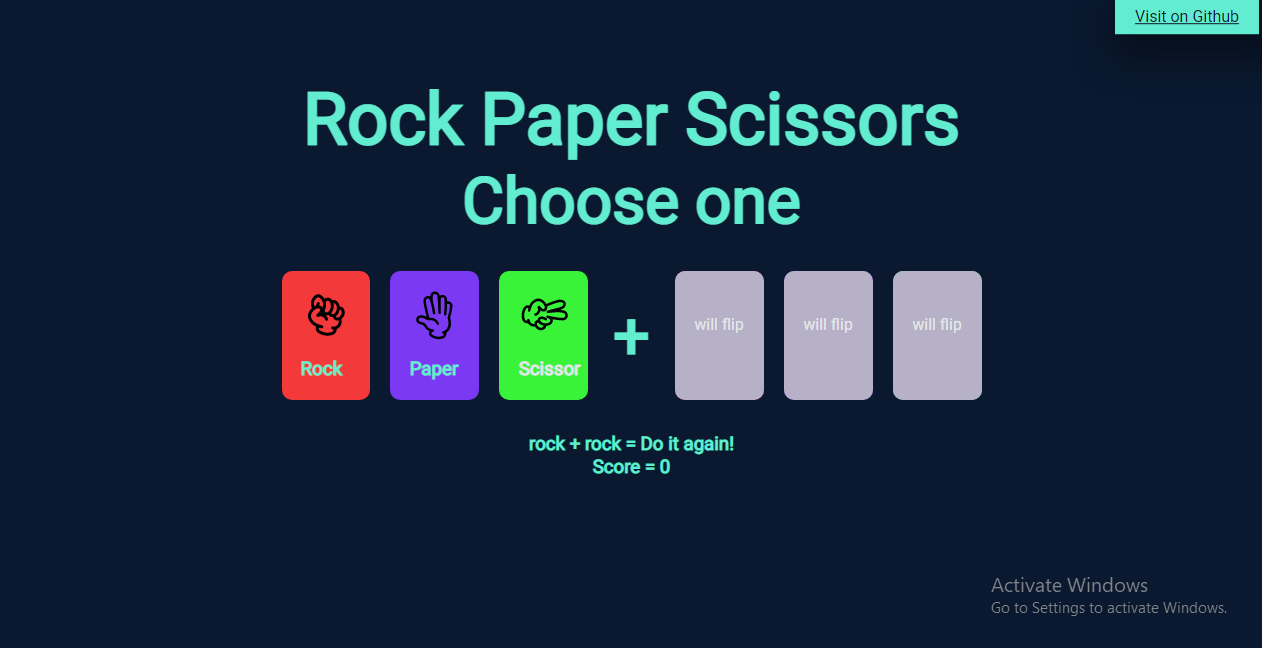 Visit on Github
Rock Paper Scissors
Choose one
Rock
Paper
Scissor
+
will flip
will flip
will flip
rock + rock = Do it again!
Score = 0
Activate Windows
Go to Settings to activate Windows.